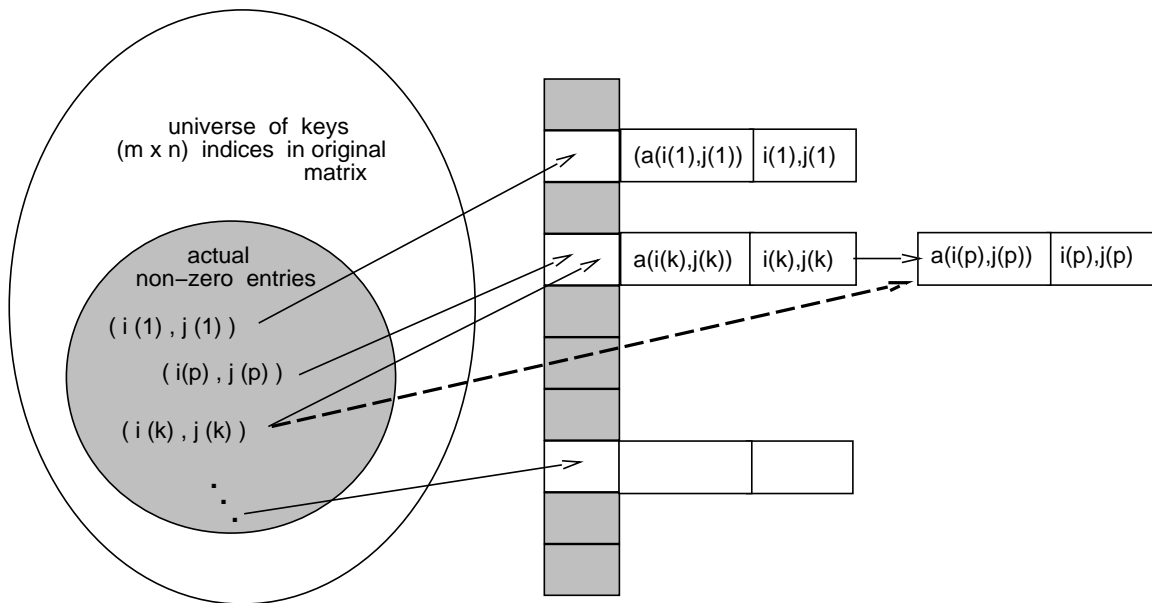 universe of keys
(m x n) indices in original
matrix
actual
non−zero entries
( i (1) , j (1) )
( i(p) , j (p) )
( i (k) , j (k) )
(a(i(1),j(1))
i(1),j(1)
a(i(k),j(k))
i(k),j(k)
a(i(p),j(p))
i(p),j(p)